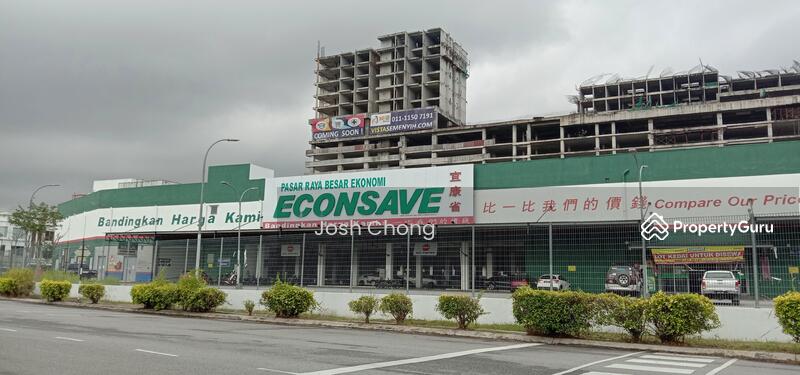 COMING SOON
011-1150 7191
VISTASEMENYIH.COM
PASAR RAYA BESAR EKONOMI
ECONSAVE
宜康省
Bandingkan Harga Kami
Bandingkan Harga Kami
比一比我們的價錢
Compare Our Price
Josh Chong
PropertyGuru
LOT KEDAI UNTUK DISEWA